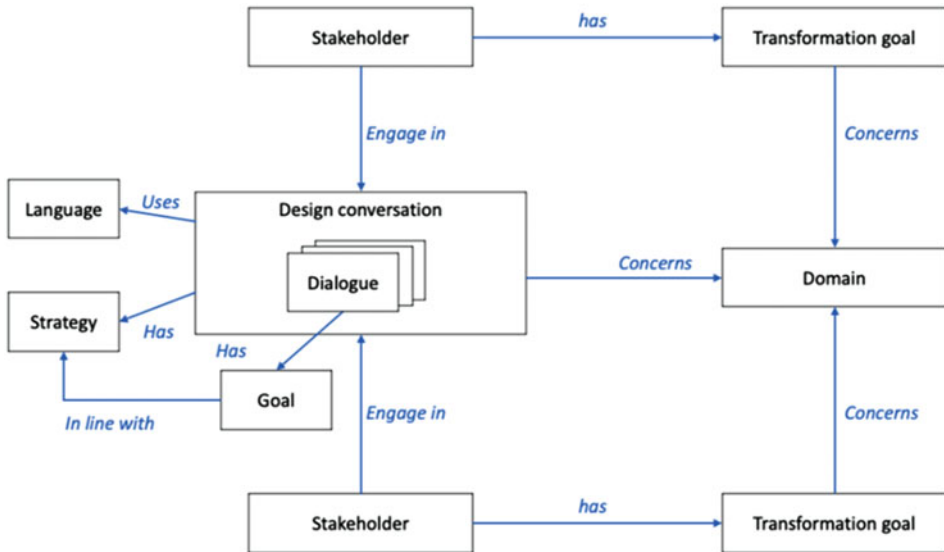 Stakeholder
has
Transformation goal
Engage in
Concerns
Language
Uses
Design conversation
Dialogue
Concerns
Domain
Strategy
Has
Has
Goal
In line with
Engage in
Concerns
Stakeholder
has
Transformation goal